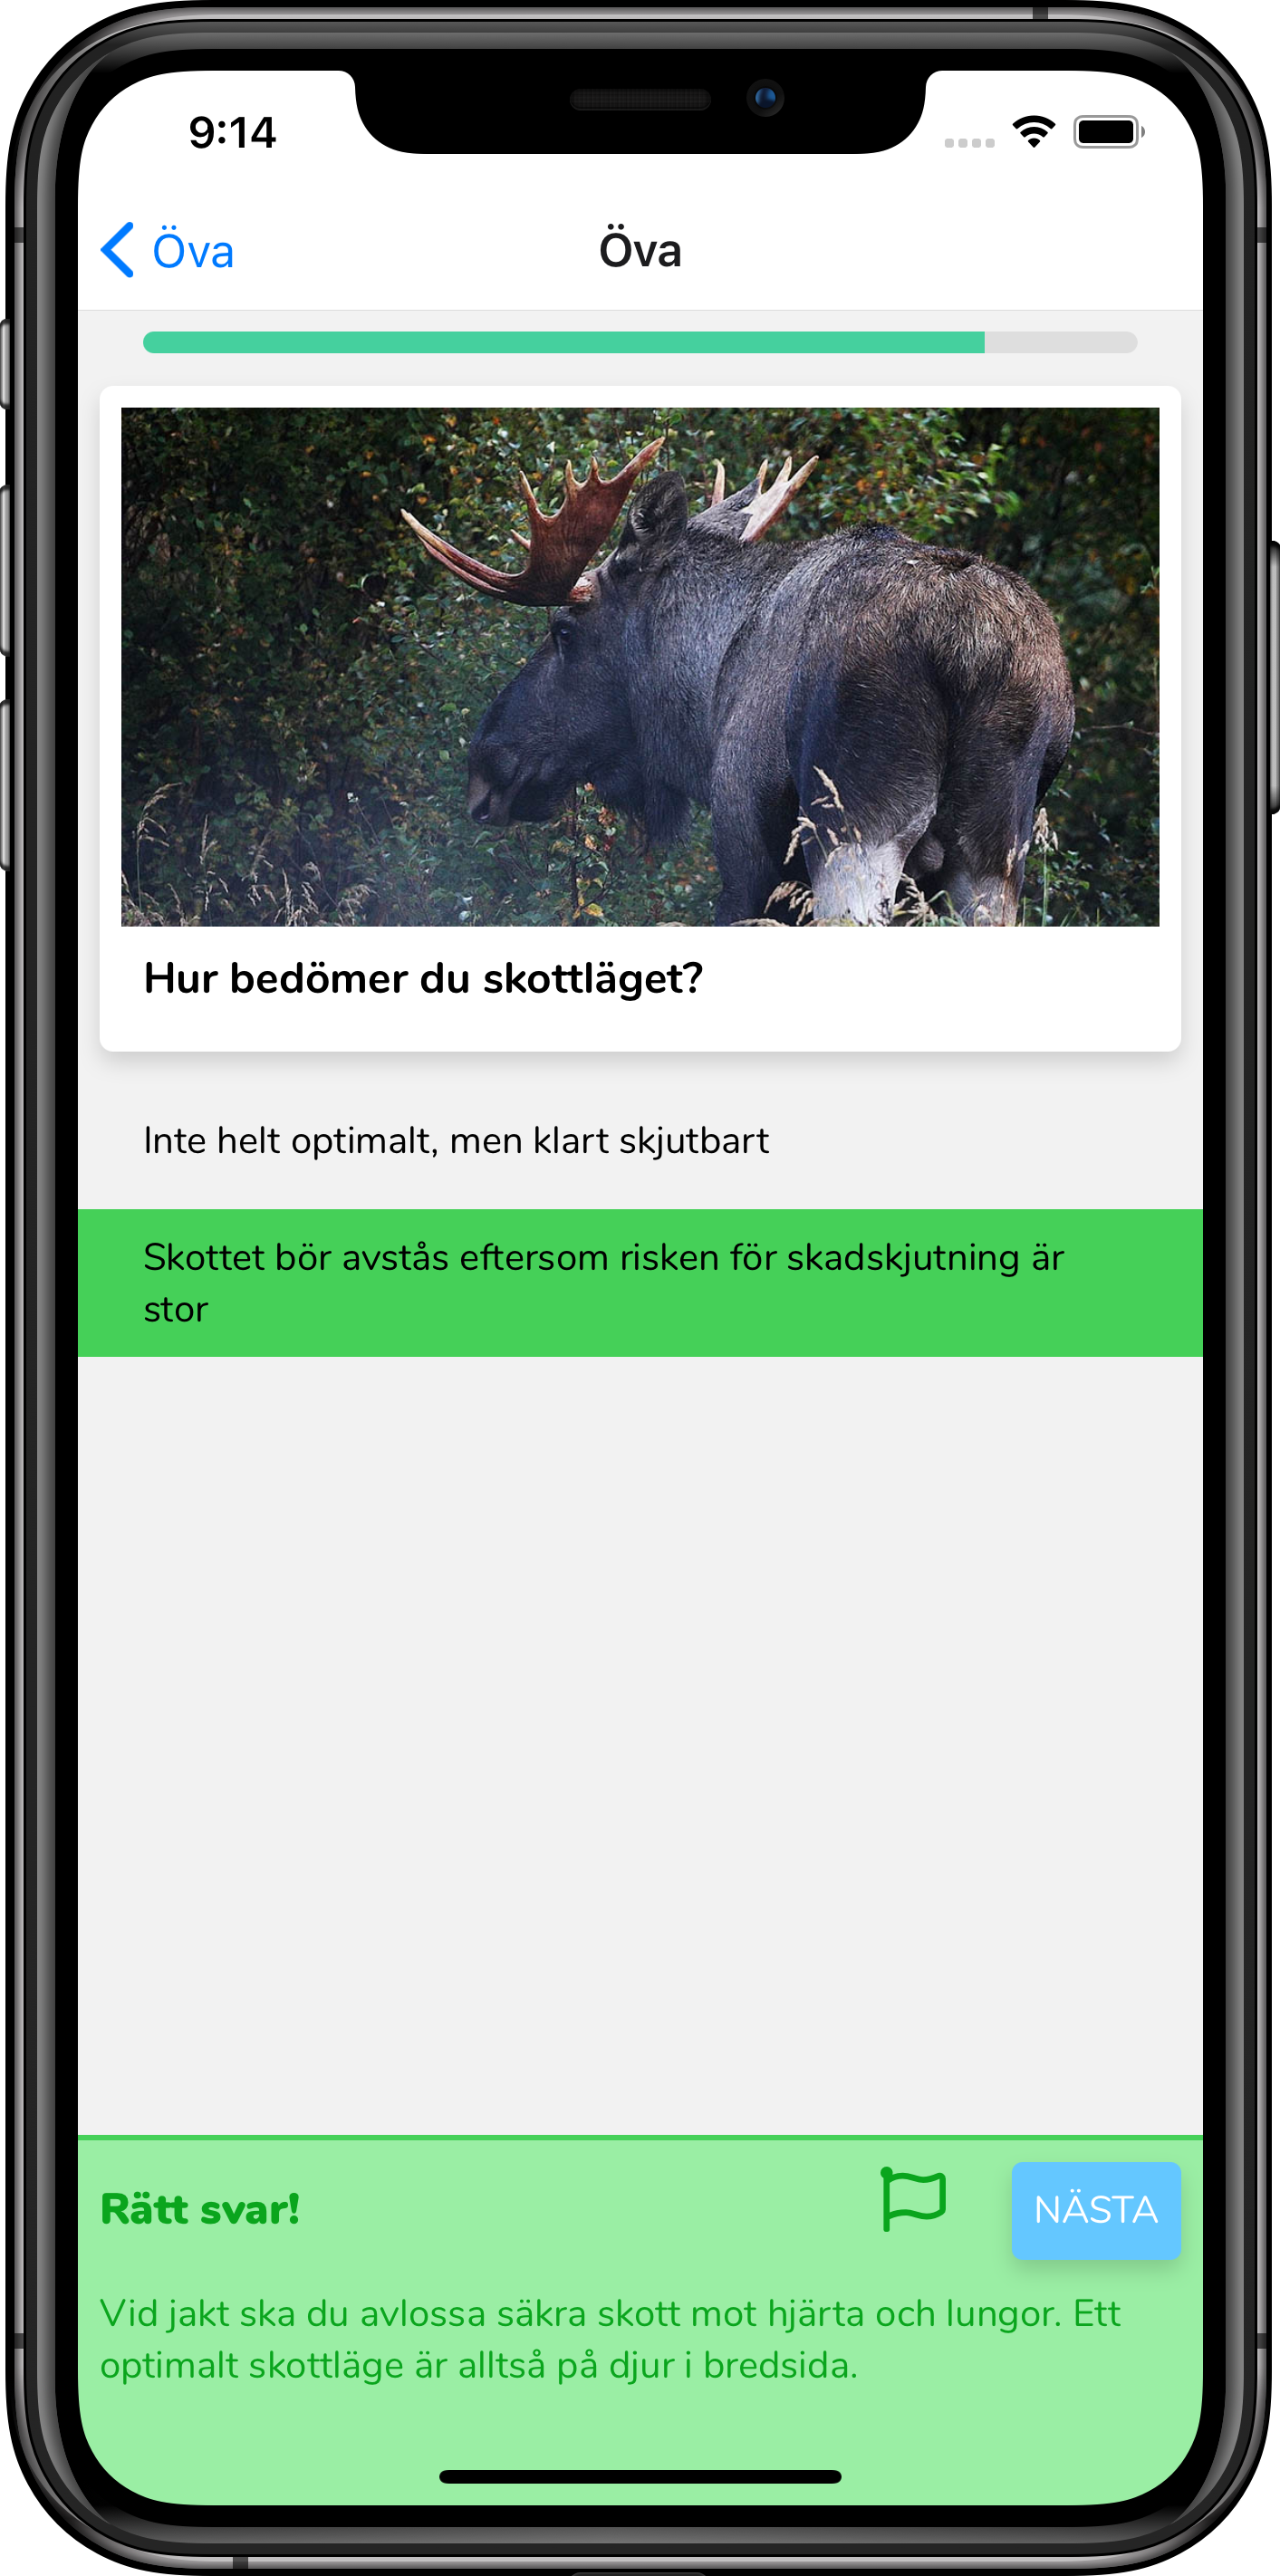 9:14
Öva
Öva
Hur bedömer du skottläget?
Inte helt optimalt, men klart skjutbart
Skottet bör avstås eftersom risken för skadskjutning är
stor
Rätt svar!
NÄSTA
Vid jakt ska du avlossa säkra skott mot hjärta och lungor. Ett
optimalt skottläge är alltså på djur i bredsida.